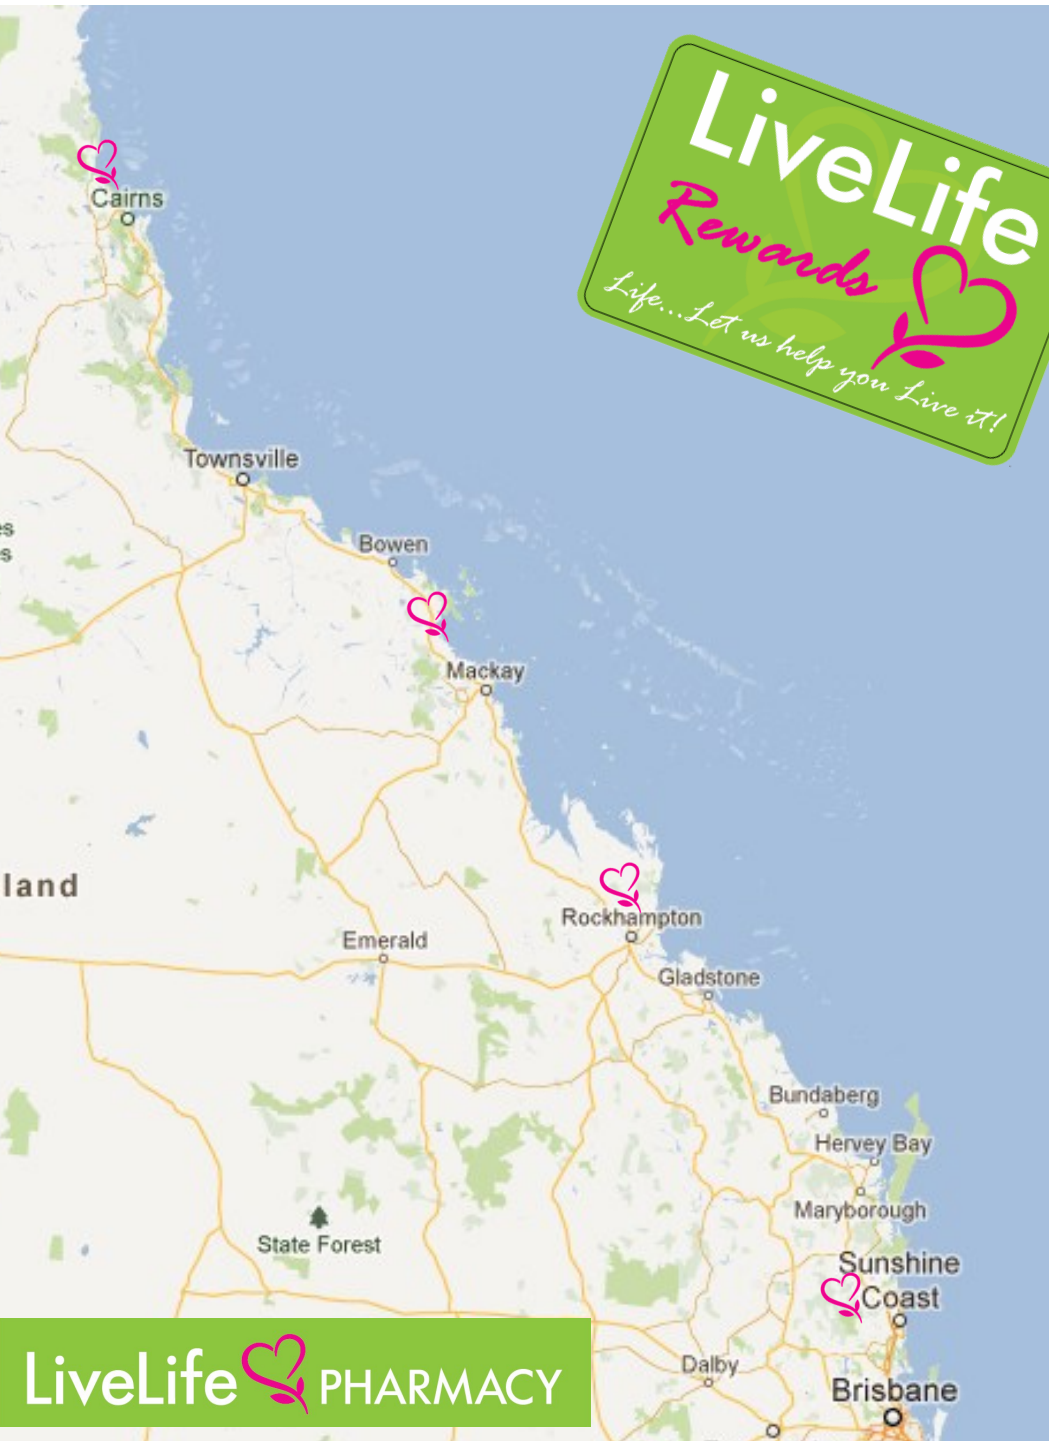 LiveLife
Rewards
Life...Let us help you Live it!
Cairns
Townsville
Bowen
Mackay
land
Rockhampton
Emerald
Gladstone
Bundaberg
Hervey Bay
Maryborough
State Forest
Sunshine
Coast
Dalby
Brisbane
LiveLife PHARMACY